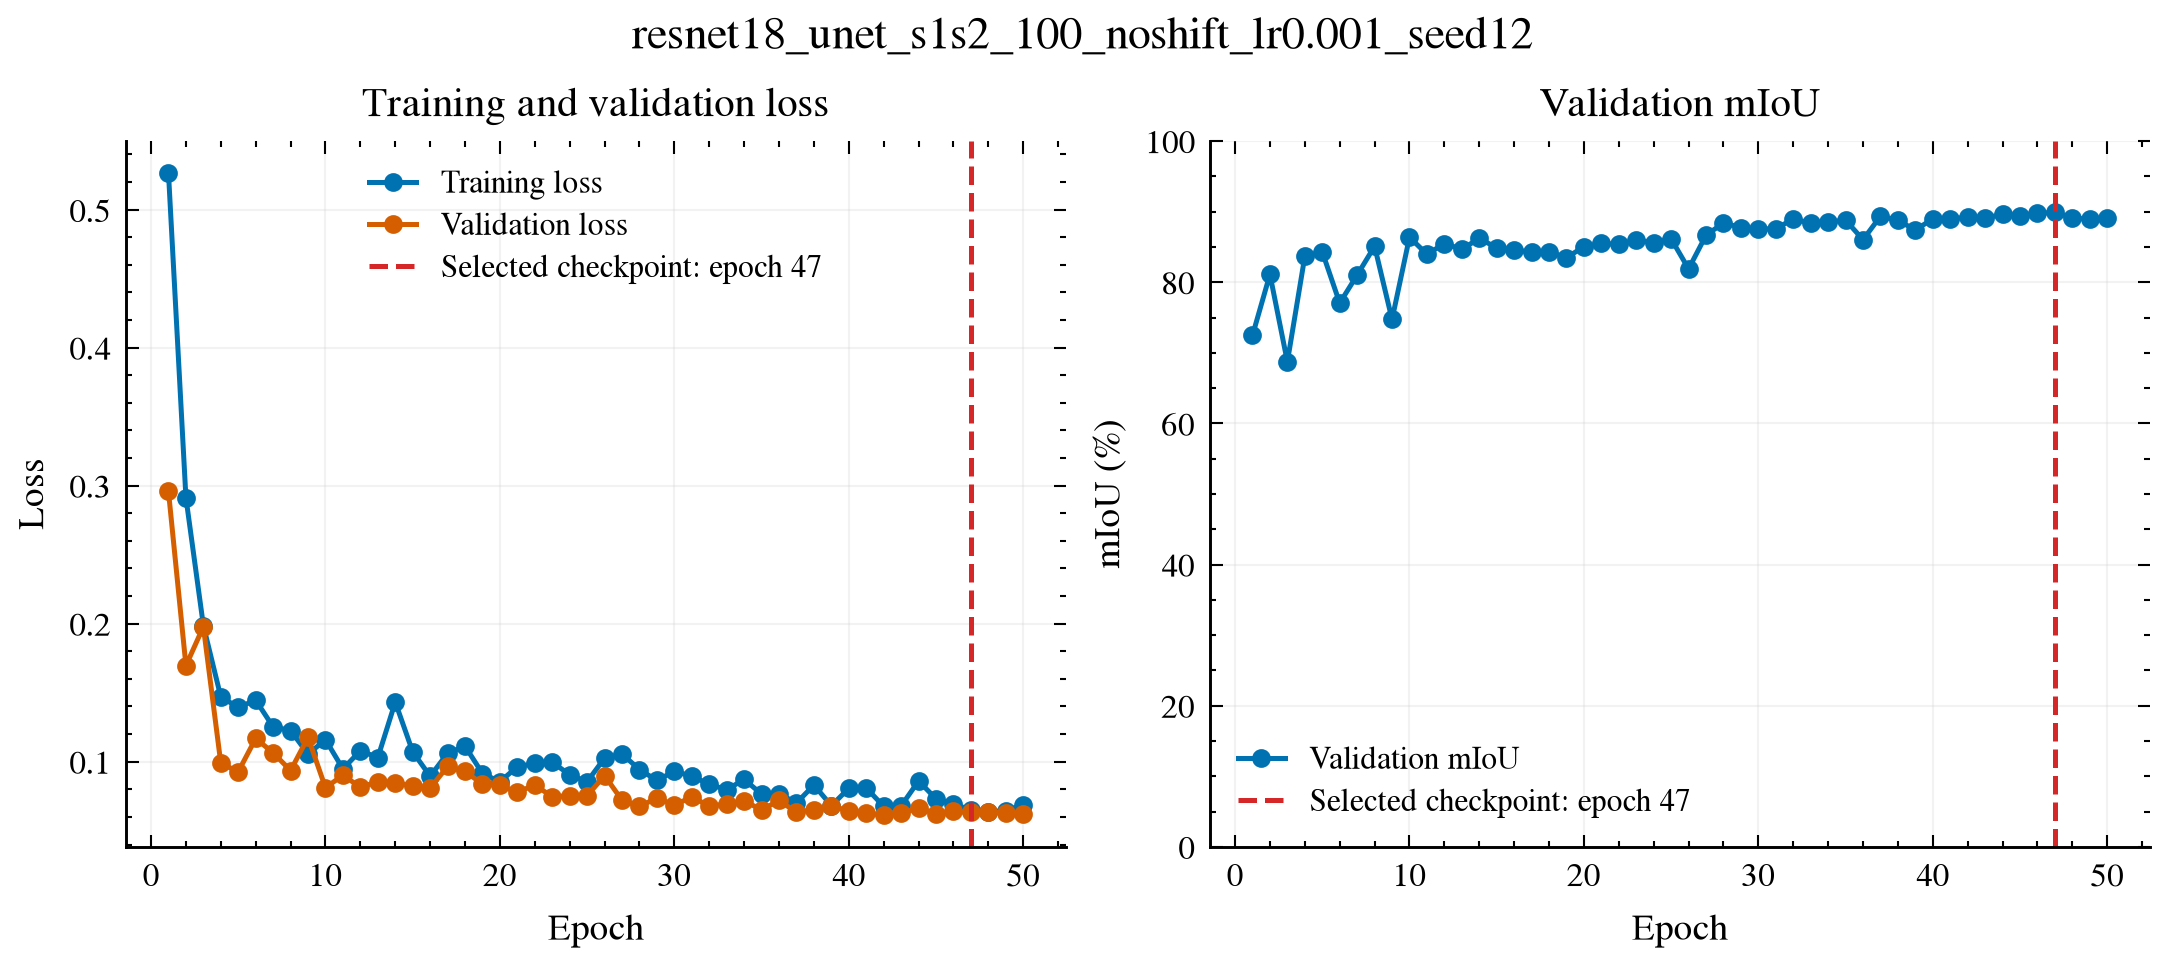 resnet18_unet_s1s2_100_noshift_lr0.001_seed12
Training and validation loss
Training loss
Validation loss
Selected checkpoint: epoch 47
Loss
0.5
0.4
0.3
0.2
0.1
0 10 20 30 40 50
Epoch
Validation mIoU
mIoU (%)
100
80
60
40
20
0
Validation mIoU
Selected checkpoint: epoch 47
0 10 20 30 40 50
Epoch